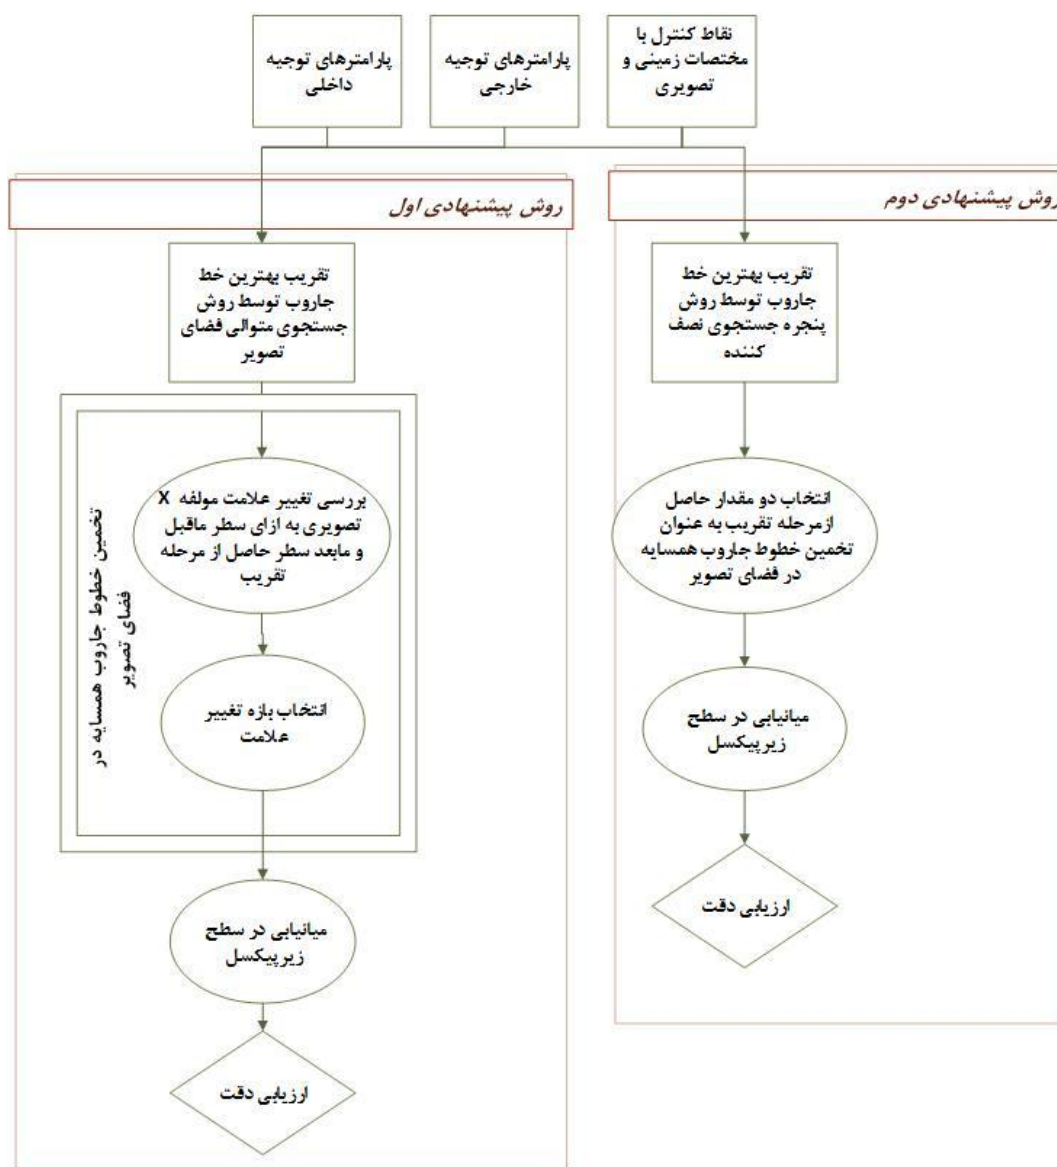 نقاط کنترل با
مختصات زمینی و
تصویری
پارامترهای توجیه
خارجی
پارامترهای توجیه
داخلی
روش پیشنهادی دوم
تقریب بهترین خط
جاروب توسط روش
پنجره جستجوی نصف
کننده
انتخاب دو مقدار حاصل
ازمرحله تقریب به عنوان
تخمین خطوط جاروب همسایه
در فضای تصویر
میانیابی در سطح
زیرپیکسل
ارزیابی دقت
روش پیشنهادی اول
تقریب بهترین خط
جاروب توسط روش
جستجوی متوالی فضای
تصویر
تخمین خطوط جاروب همسایه در
فضای تصویر
بررسی تغییر علامت مولفه X
تصویری به ازای سطر ماقبل
و مابعد سطر حاصل از مرحله
تقریب
انتخاب بازه تغییر
علامت
میانیابی در سطح
زیرپیکسل
ارزیابی دقت